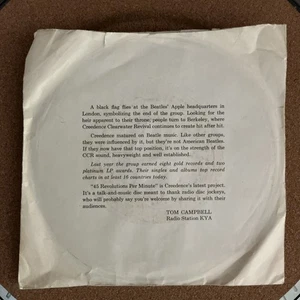 A black flag flies at the Beatles' Apple headquarters in
London, symbolizing the end of the group. Looking for the
heir apparent to their throne, people turn to Berkeley, where
Creedence Clearwater Revival continues to create hit after hit.
Creedence matured on Beatle music. Like other groups,
they were influenced by it, but they're not American Beatles.
If they now have that top position, it's on the strength of the
CCR sound, heavyweight and well established.
Last year the group earned eight gold records and two
platinum LP awards. Their singles and albums top record
charts in at least 16 countries today.
"45 Revolutions Per Minute" is Creedence's latest project.
It's a talk-and-music disc meant to thank radio disc jockeys,
who will probably say you're welcome by sharing it with their
audiences.
TOM CAMPBELL
Radio Station KYA